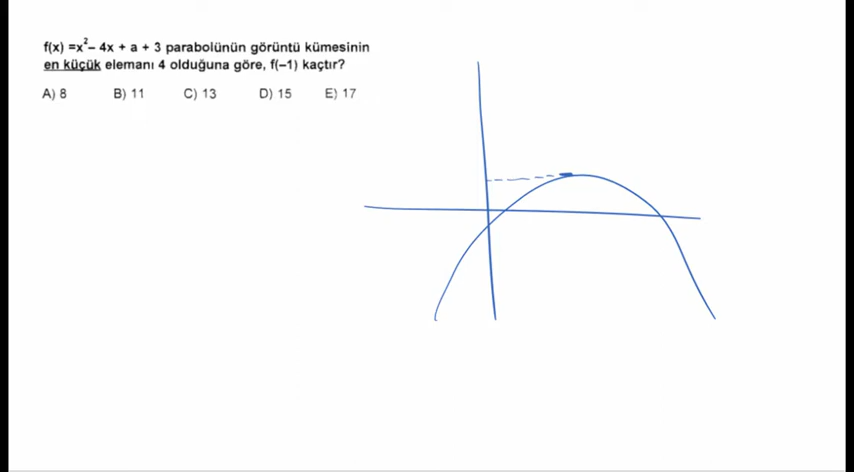 f(x) =x²– 4x + a + 3 parabolünün görüntü kümesinin
en küçük elemanı 4 olduğuna göre, f(–1) kaçtır?
A) 8 B) 11 C) 13 D) 15 E) 17